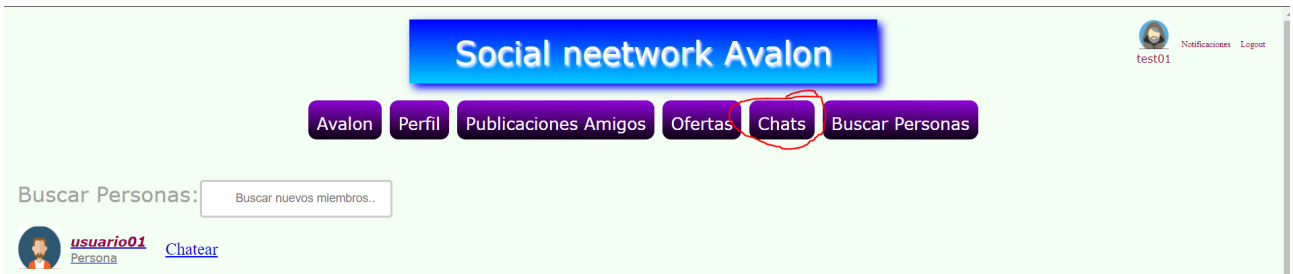 Social neetwork Avalon
test01
Notificaciones Logout
Avalon Perfil Publicaciones Amigos Ofertas Chats Buscar Personas
Buscar Personas: Buscar nuevos miembros..
usuario01 Chatear
Persona